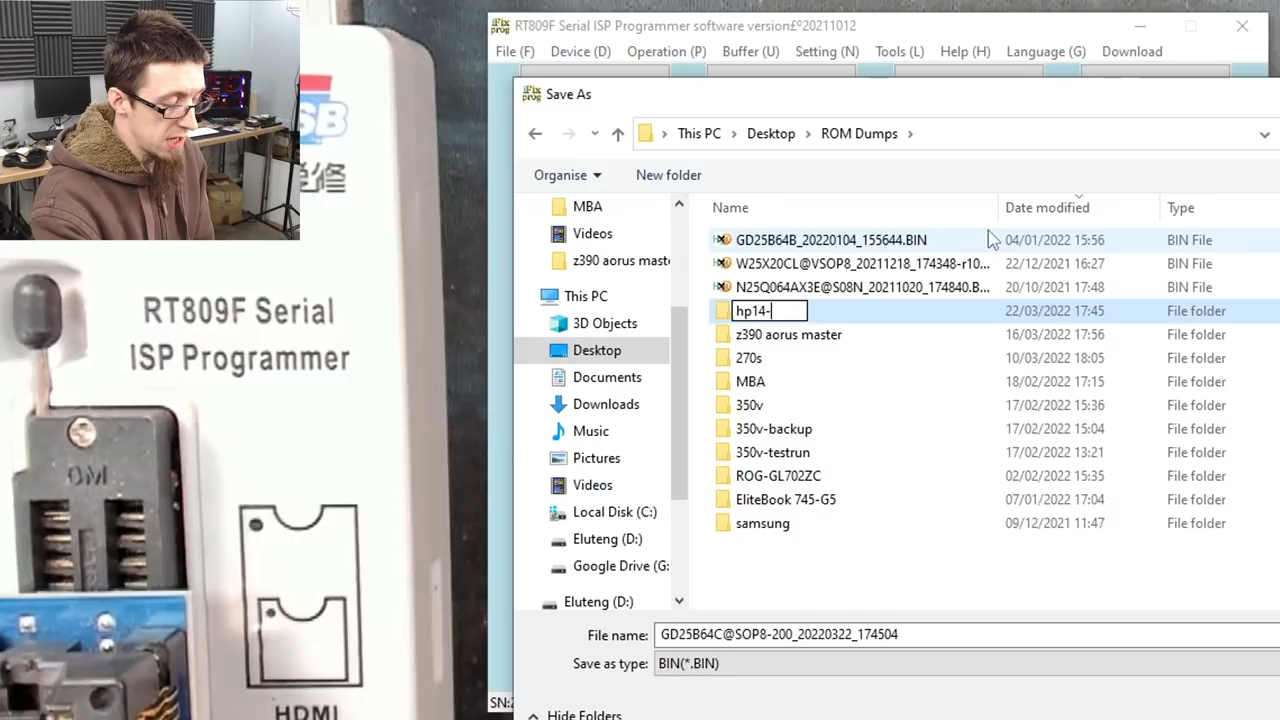 RT809F Serial ISP Programmer software version£º20211012
File (F) Device (D) Operation (P) Buffer (U) Setting (N) Tools (L) Help (H) Language (G) Download
Save As
This PC Desktop ROM Dumps
Organise New folder
MBA
Videos
z390 aorus maste
This PC
3D Objects
Desktop
Documents
Downloads
Music
Pictures
Videos
Local Disk (C:)
Eluteng (D:)
Google Drive (G:
Eluteng (D:)
Name Date modified Type
GD25B64B_20220104_155644.BIN 04/01/2022 15:56 BIN File
W25X20CL@VSOP8_20211218_174348-r10... 22/12/2021 16:27 BIN File
N25Q064AX3E@S08N_20211020_174840.B... 20/10/2021 17:48 BIN File
hp14- 22/03/2022 17:45 File folder
z390 aorus master 16/03/2022 17:56 File folder
270s 10/03/2022 18:05 File folder
MBA 18/02/2022 17:15 File folder
350v 17/02/2022 15:36 File folder
350v-backup 17/02/2022 15:04 File folder
350v-testrun 17/02/2022 13:21 File folder
ROG-GL702ZC 02/02/2022 15:35 File folder
EliteBook 745-G5 07/01/2022 17:04 File folder
samsung 09/12/2021 11:47 File folder
File name: GD25B64C@SOP8-200_20220322_174504
Save as type: BIN(*.BIN)
Hide Folders
SN:
SB
RT809F Serial
ISP Programmer
HDMI